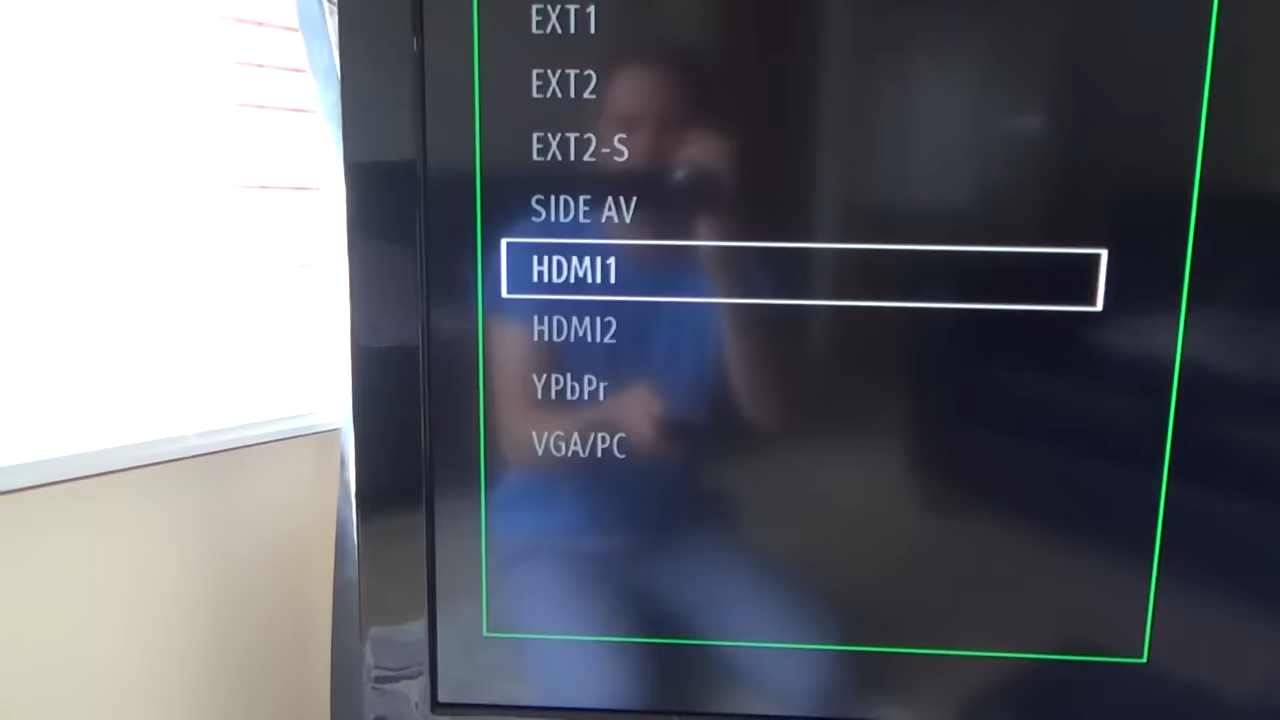 EXT1
EXT2
EXT2-S
SIDE AV
HDMI1
HDMI2
YPbPr
VGA/PC